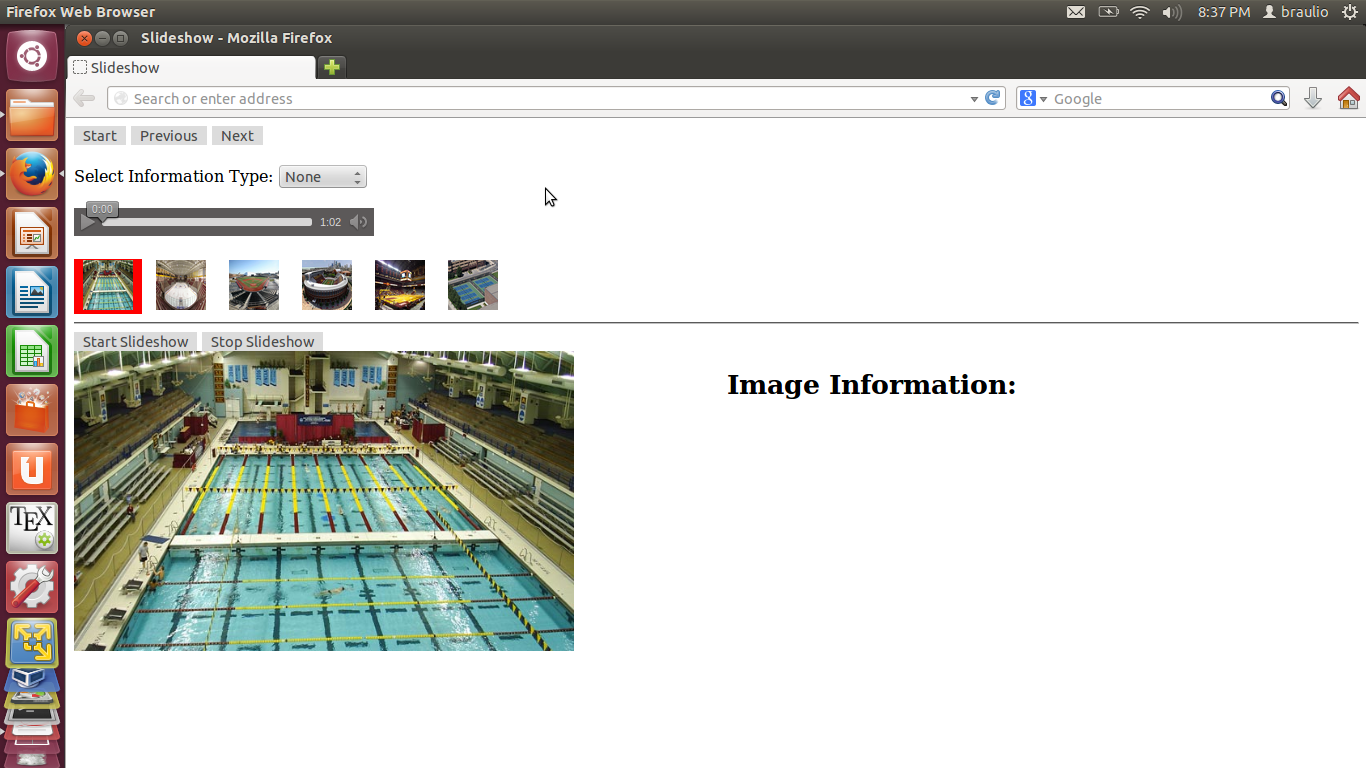 Firefox Web Browser
8:37 PM braulio
Slideshow - Mozilla Firefox
Slideshow
Search or enter address
Google
Start Previous Next
Select Information Type: None
0:00
1:02
Start Slideshow Stop Slideshow
Image Information:
TEX